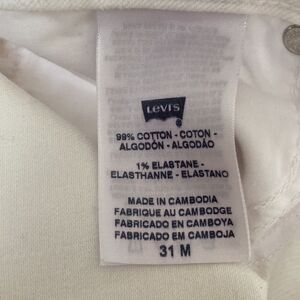 Levi's
99% COTTON - COTON -
ALGODÓN - ALGODÃO
1% ELASTANE -
ELASTHANNE - ELASTANO
MADE IN CAMBODIA
FABRIQUE AU CAMBODGE
FABRICADO EN CAMBOYA
FABRICADO EM CAMBOJA
31 M